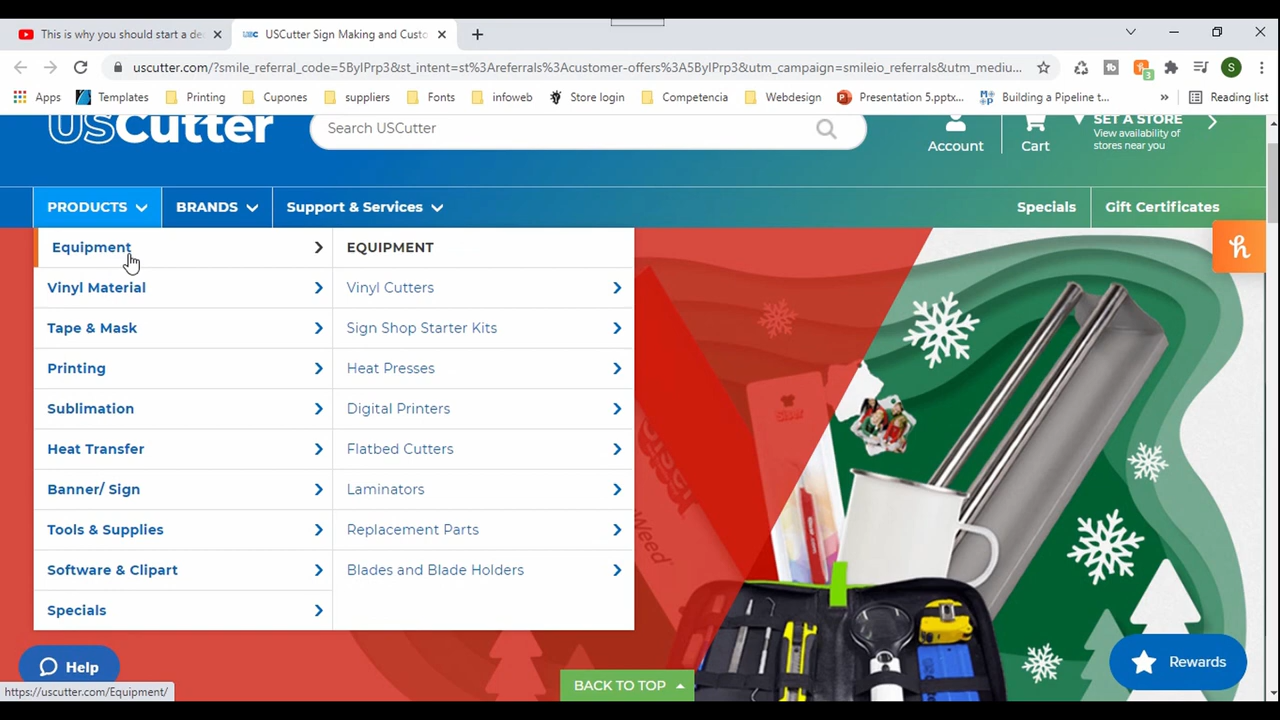 This is why you should start a de
USCutter Sign Making and Custo
uscutter.com/?smile_referral_code=5ByIPrp3&st_intent=st%3Areferrals%3Acustomer-offers%3A5ByIPrp3&utm_campaign=smileio_referrals&utm_mediu...
3
S
Apps
Templates
Printing
Cupones
suppliers
Fonts
infoweb
Store login
Competencia
Webdesign
Presentation 5.pptx...
Building a Pipeline t...
»
Reading list
USCutter
Search USCutter
Account
Cart
SET A STORE
View availability of
stores near you
PRODUCTS
BRANDS
Support & Services
Specials
Gift Certificates
Equipment
EQUIPMENT
Vinyl Material
Vinyl Cutters
Tape & Mask
Sign Shop Starter Kits
Printing
Heat Presses
Sublimation
Digital Printers
Heat Transfer
Flatbed Cutters
Banner/ Sign
Laminators
Tools & Supplies
Replacement Parts
Software & Clipart
Blades and Blade Holders
Specials
h
Siser
Weed
Help
Rewards
BACK TO TOP
https://uscutter.com/Equipment/